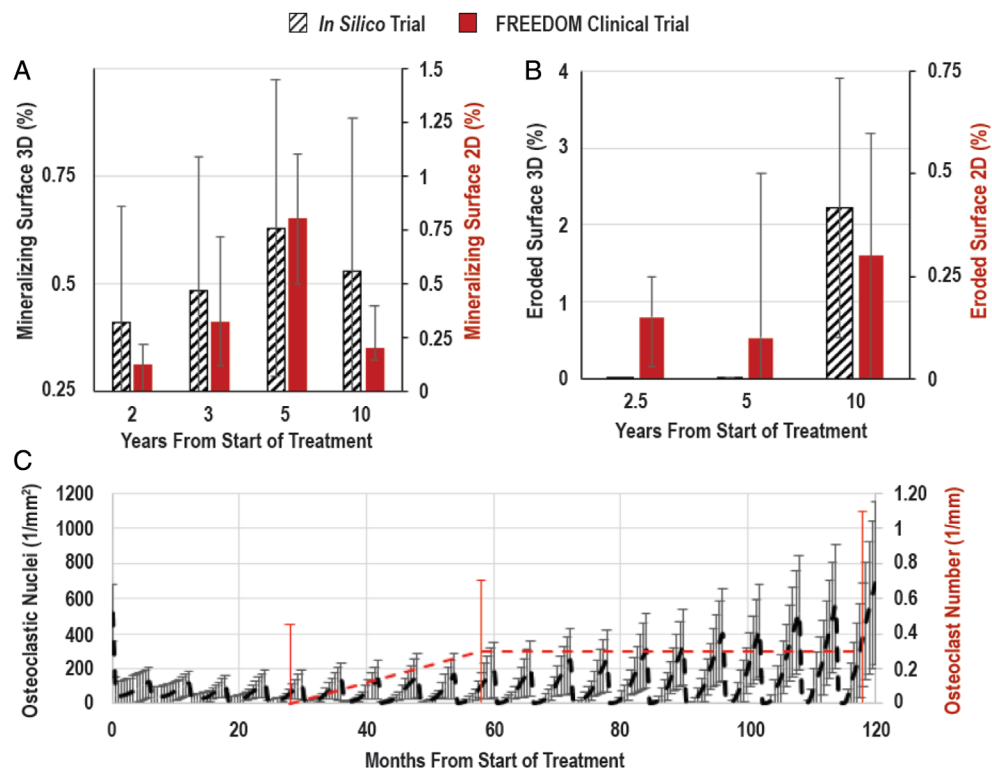 In Silico Trial FREEDOM Clinical Trial
A
Mineralizing Surface 3D (%)
0.75
0.5
0.25
1.5
1.25
1
0.75
0.5
0.25
0
Mineralizing Surface 2D (%)
2 3 5 10
Years From Start of Treatment
B
Eroded Surface 3D (%)
4
3
2
1
0
0.75
0.5
0.25
0
Eroded Surface 2D (%)
2.5 5 10
Years From Start of Treatment
C
Osteoclastic Nuclei (1/mm²)
1200
1000
800
600
400
200
0
1.20
1
0.8
0.6
0.4
0.2
0
Osteoclast Number (1/mm)
0 20 40 60 80 100 120
Months From Start of Treatment